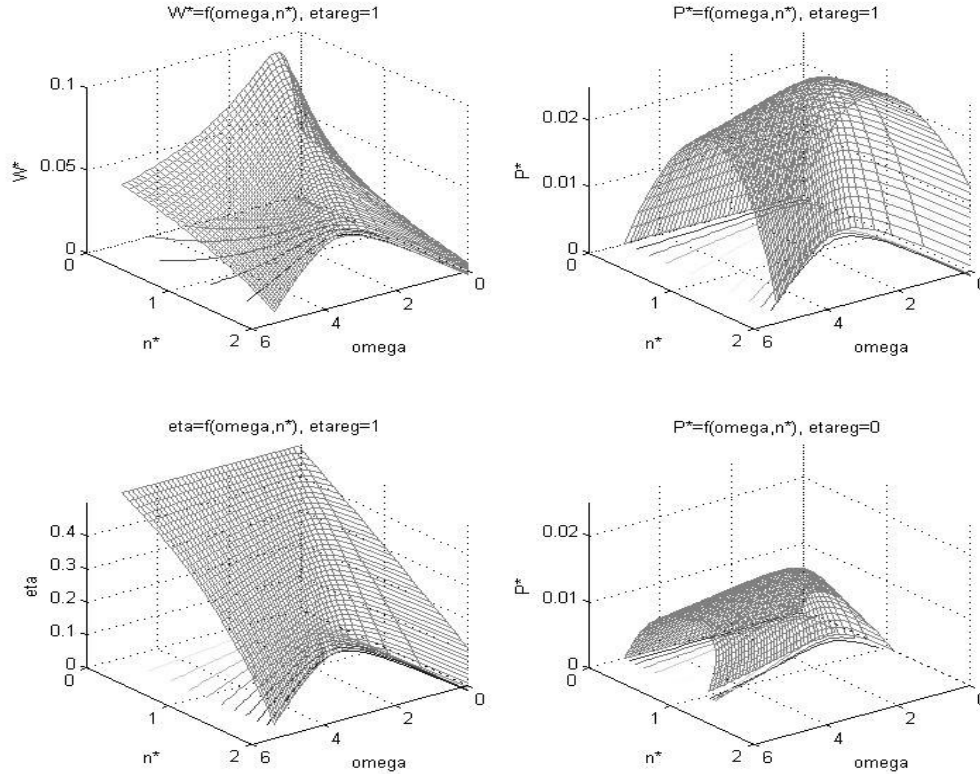 W*=f(omega,n*), etareg=1
0.1
0.05
0
W*
0
1
2
n*
6
4
2
0
omega
P*=f(omega,n*), etareg=1
0.02
0.01
0
P*
0
1
2
n*
6
4
2
0
omega
eta=f(omega,n*), etareg=1
0.4
0.3
0.2
0.1
0
eta
0
1
2
n*
6
4
2
0
omega
P*=f(omega,n*), etareg=0
0.02
0.01
0
P*
0
1
2
n*
6
4
2
0
omega